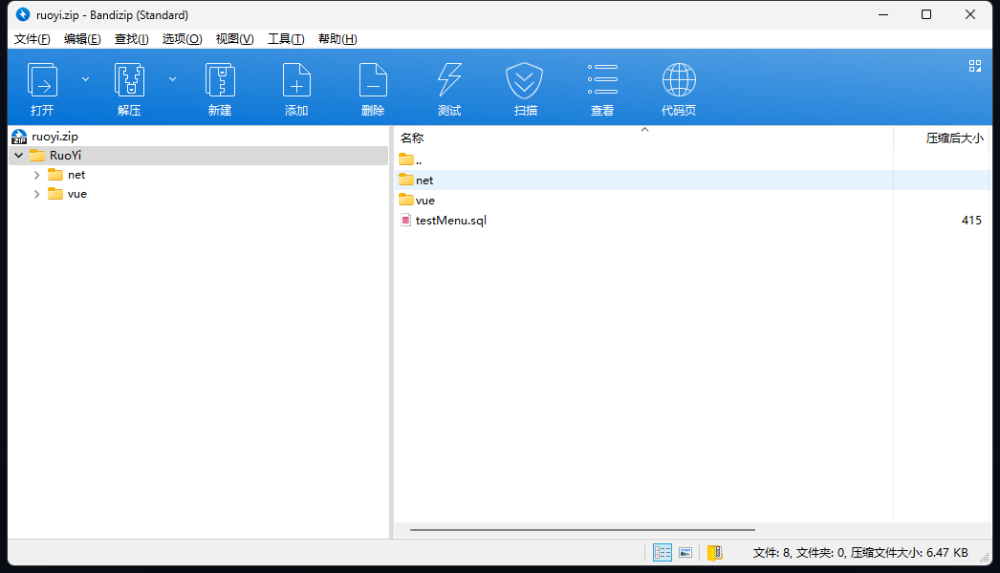 ruoyi.zip - Bandizip (Standard)
文件(F) 编辑(E) 查找(I) 选项(O) 视图(V) 工具(T) 帮助(H)
打开 解压 新建 添加 删除 测试 扫描 查看 代码页
ruoyi.zip
RuoYi
net
vue
名称 压缩后大小
..
net
vue
testMenu.sql 415
文件: 8, 文件夹: 0, 压缩文件大小: 6.47 KB